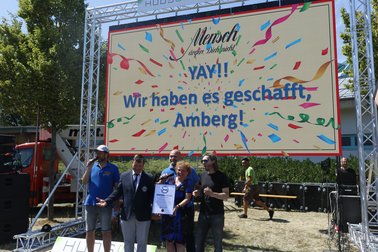 Mensch
YAY!!
Wir haben es geschafft,
Amberg!